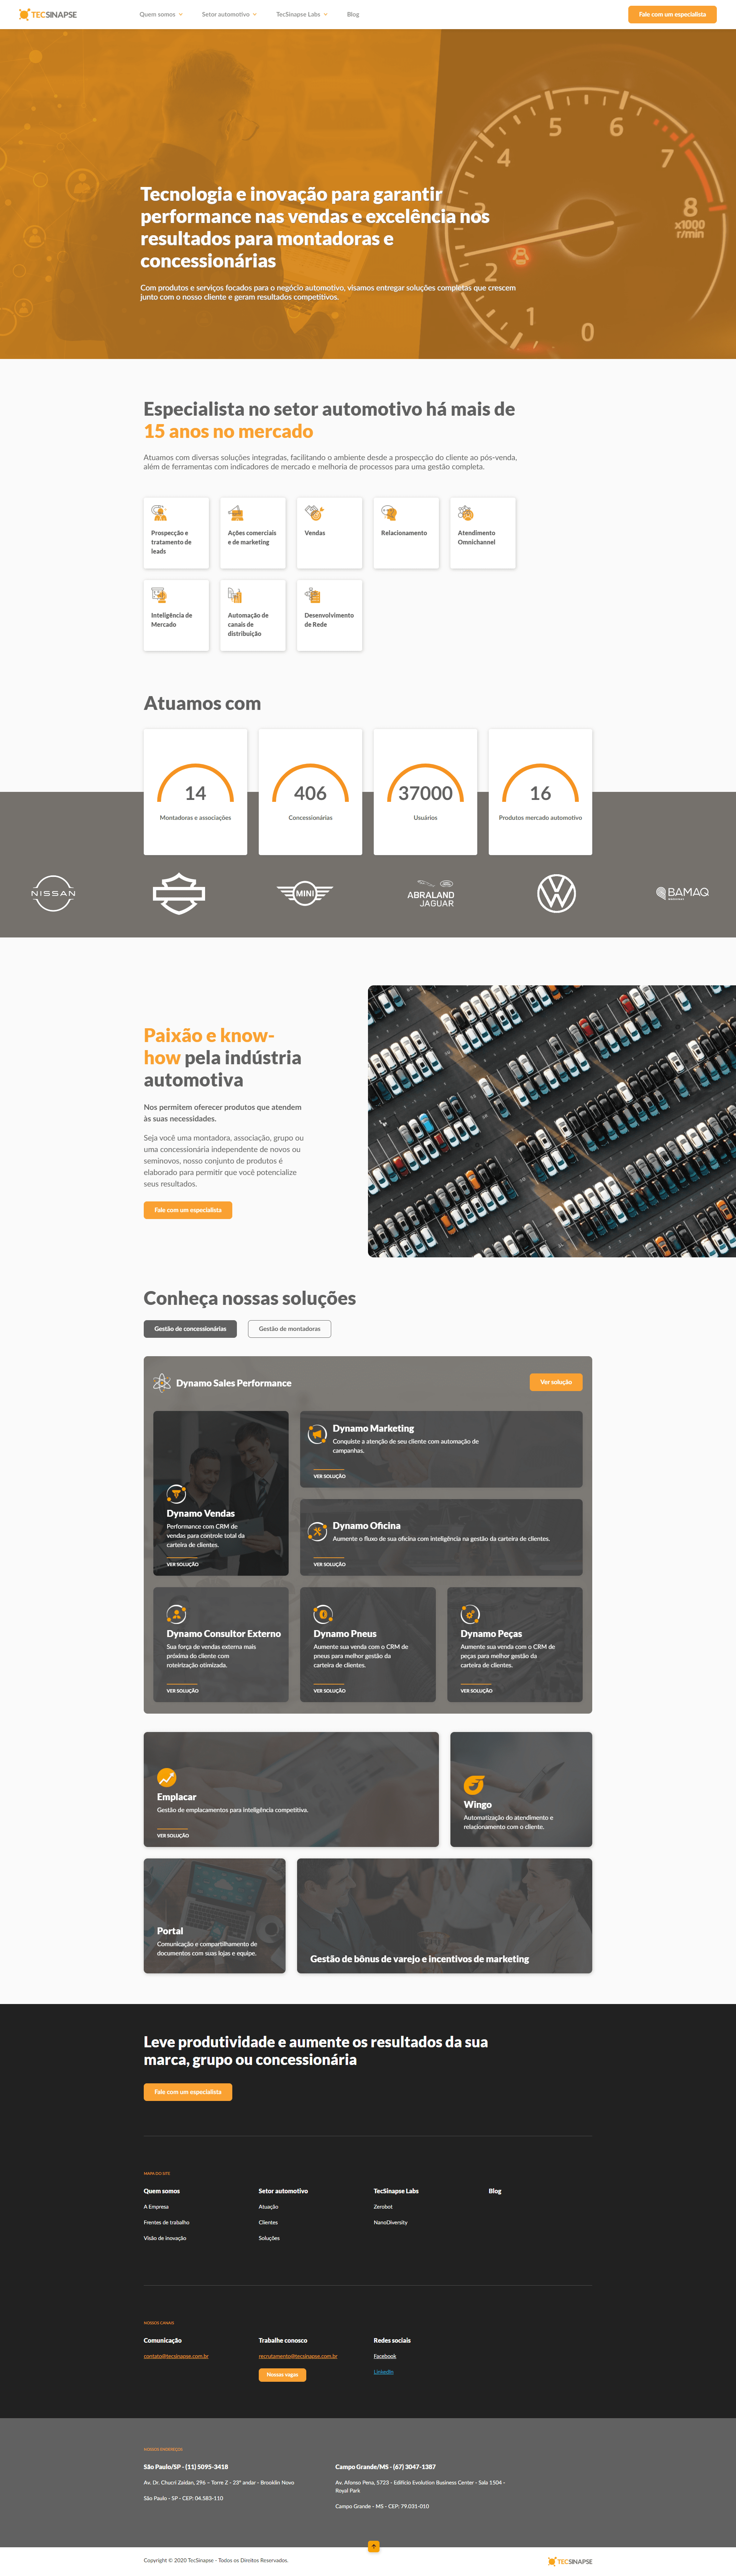 TECSINAPSE
Quem somos
Setor automotivo
TecSinapse Labs
Blog
Fale com um especialista
Tecnologia e inovação para garantir
performance nas vendas e excelência nos
resultados para montadoras e
concessionárias
Com produtos e serviços focados para o negócio automotivo, visamos entregar soluções completas que crescem
junto com o nosso cliente e geram resultados competitivos.
0
1
2
4
5
6
7
8
x1000
r/min
Especialista no setor automotivo há mais de
15 anos no mercado
Atuamos com diversas soluções integradas, facilitando o ambiente desde a prospecção do cliente ao pós-venda,
além de ferramentas com indicadores de mercado e melhoria de processos para uma gestão completa.
Prospecção e
tratamento de
leads
Ações comerciais
e de marketing
Vendas
Relacionamento
Atendimento
Omnichannel
Inteligência de
Mercado
Automação de
canais de
distribuição
Desenvolvimento
de Rede
Atuamos com
14
Montadoras e associações
406
Concessionárias
37000
Usuários
16
Produtos mercado automotivo
NISSAN
MINI
ABRALAND
JAGUAR
BAMAQ
Paixão e know-
how pela indústria
automotiva
Nos permitem oferecer produtos que atendem
às suas necessidades.
Seja você uma montadora, associação, grupo ou
uma concessionária independente de novos ou
seminovos, nosso conjunto de produtos é
elaborado para permitir que você potencialize
seus resultados.
Fale com um especialista
Conheça nossas soluções
Gestão de concessionárias
Gestão de montadoras
Dynamo Sales Performance
Ver solução
Dynamo Vendas
Performance com CRM de
vendas para controle total da
carteira de clientes.
VER SOLUÇÃO
Dynamo Marketing
Conquiste a atenção de seu cliente com automação de
campanhas.
VER SOLUÇÃO
Dynamo Oficina
Aumente o fluxo de sua oficina com inteligência na gestão da carteira de clientes.
VER SOLUÇÃO
Dynamo Consultor Externo
Sua força de vendas externa mais
próxima do cliente com
roteirização otimizada.
VER SOLUÇÃO
Dynamo Pneus
Aumente sua venda com o CRM de
pneus para melhor gestão da
carteira de clientes.
VER SOLUÇÃO
Dynamo Peças
Aumente sua venda com o CRM de
peças para melhor gestão da
carteira de clientes.
VER SOLUÇÃO
Emplacar
Gestão de emplacamentos para inteligência competitiva.
VER SOLUÇÃO
Wingo
Automatização do atendimento e
relacionamento com o cliente.
Portal
Comunicação e compartilhamento de
documentos com suas lojas e equipe.
Gestão de bônus de varejo e incentivos de marketing
Leve produtividade e aumente os resultados da sua
marca, grupo ou concessionária
Fale com um especialista
MAPA DO SITE
Quem somos
A Empresa
Frentes de trabalho
Visão de inovação
Setor automotivo
Atuação
Clientes
Soluções
TecSinapse Labs
Zerobot
NanoDiversity
Blog
NOSSOS CANAIS
Comunicação
contato@tecsinapse.com.br
Trabalhe conosco
recrutamento@tecsinapse.com.br
Nossas vagas
Redes sociais
Facebook
LinkedIn
NOSSOS ENDEREÇOS
São Paulo/SP - (11) 5095-3418
Av. Dr. Chucri Zaidan, 296 – Torre Z - 23º andar - Brooklin Novo
São Paulo - SP - CEP: 04.583-110
Campo Grande/MS - (67) 3047-1387
Av. Afonso Pena, 5723 - Edifício Evolution Business Center - Sala 1504 -
Royal Park
Campo Grande - MS - CEP: 79.031-010
Copyright © 2020 TecSinapse - Todos os Direitos Reservados.
TECSINAPSE